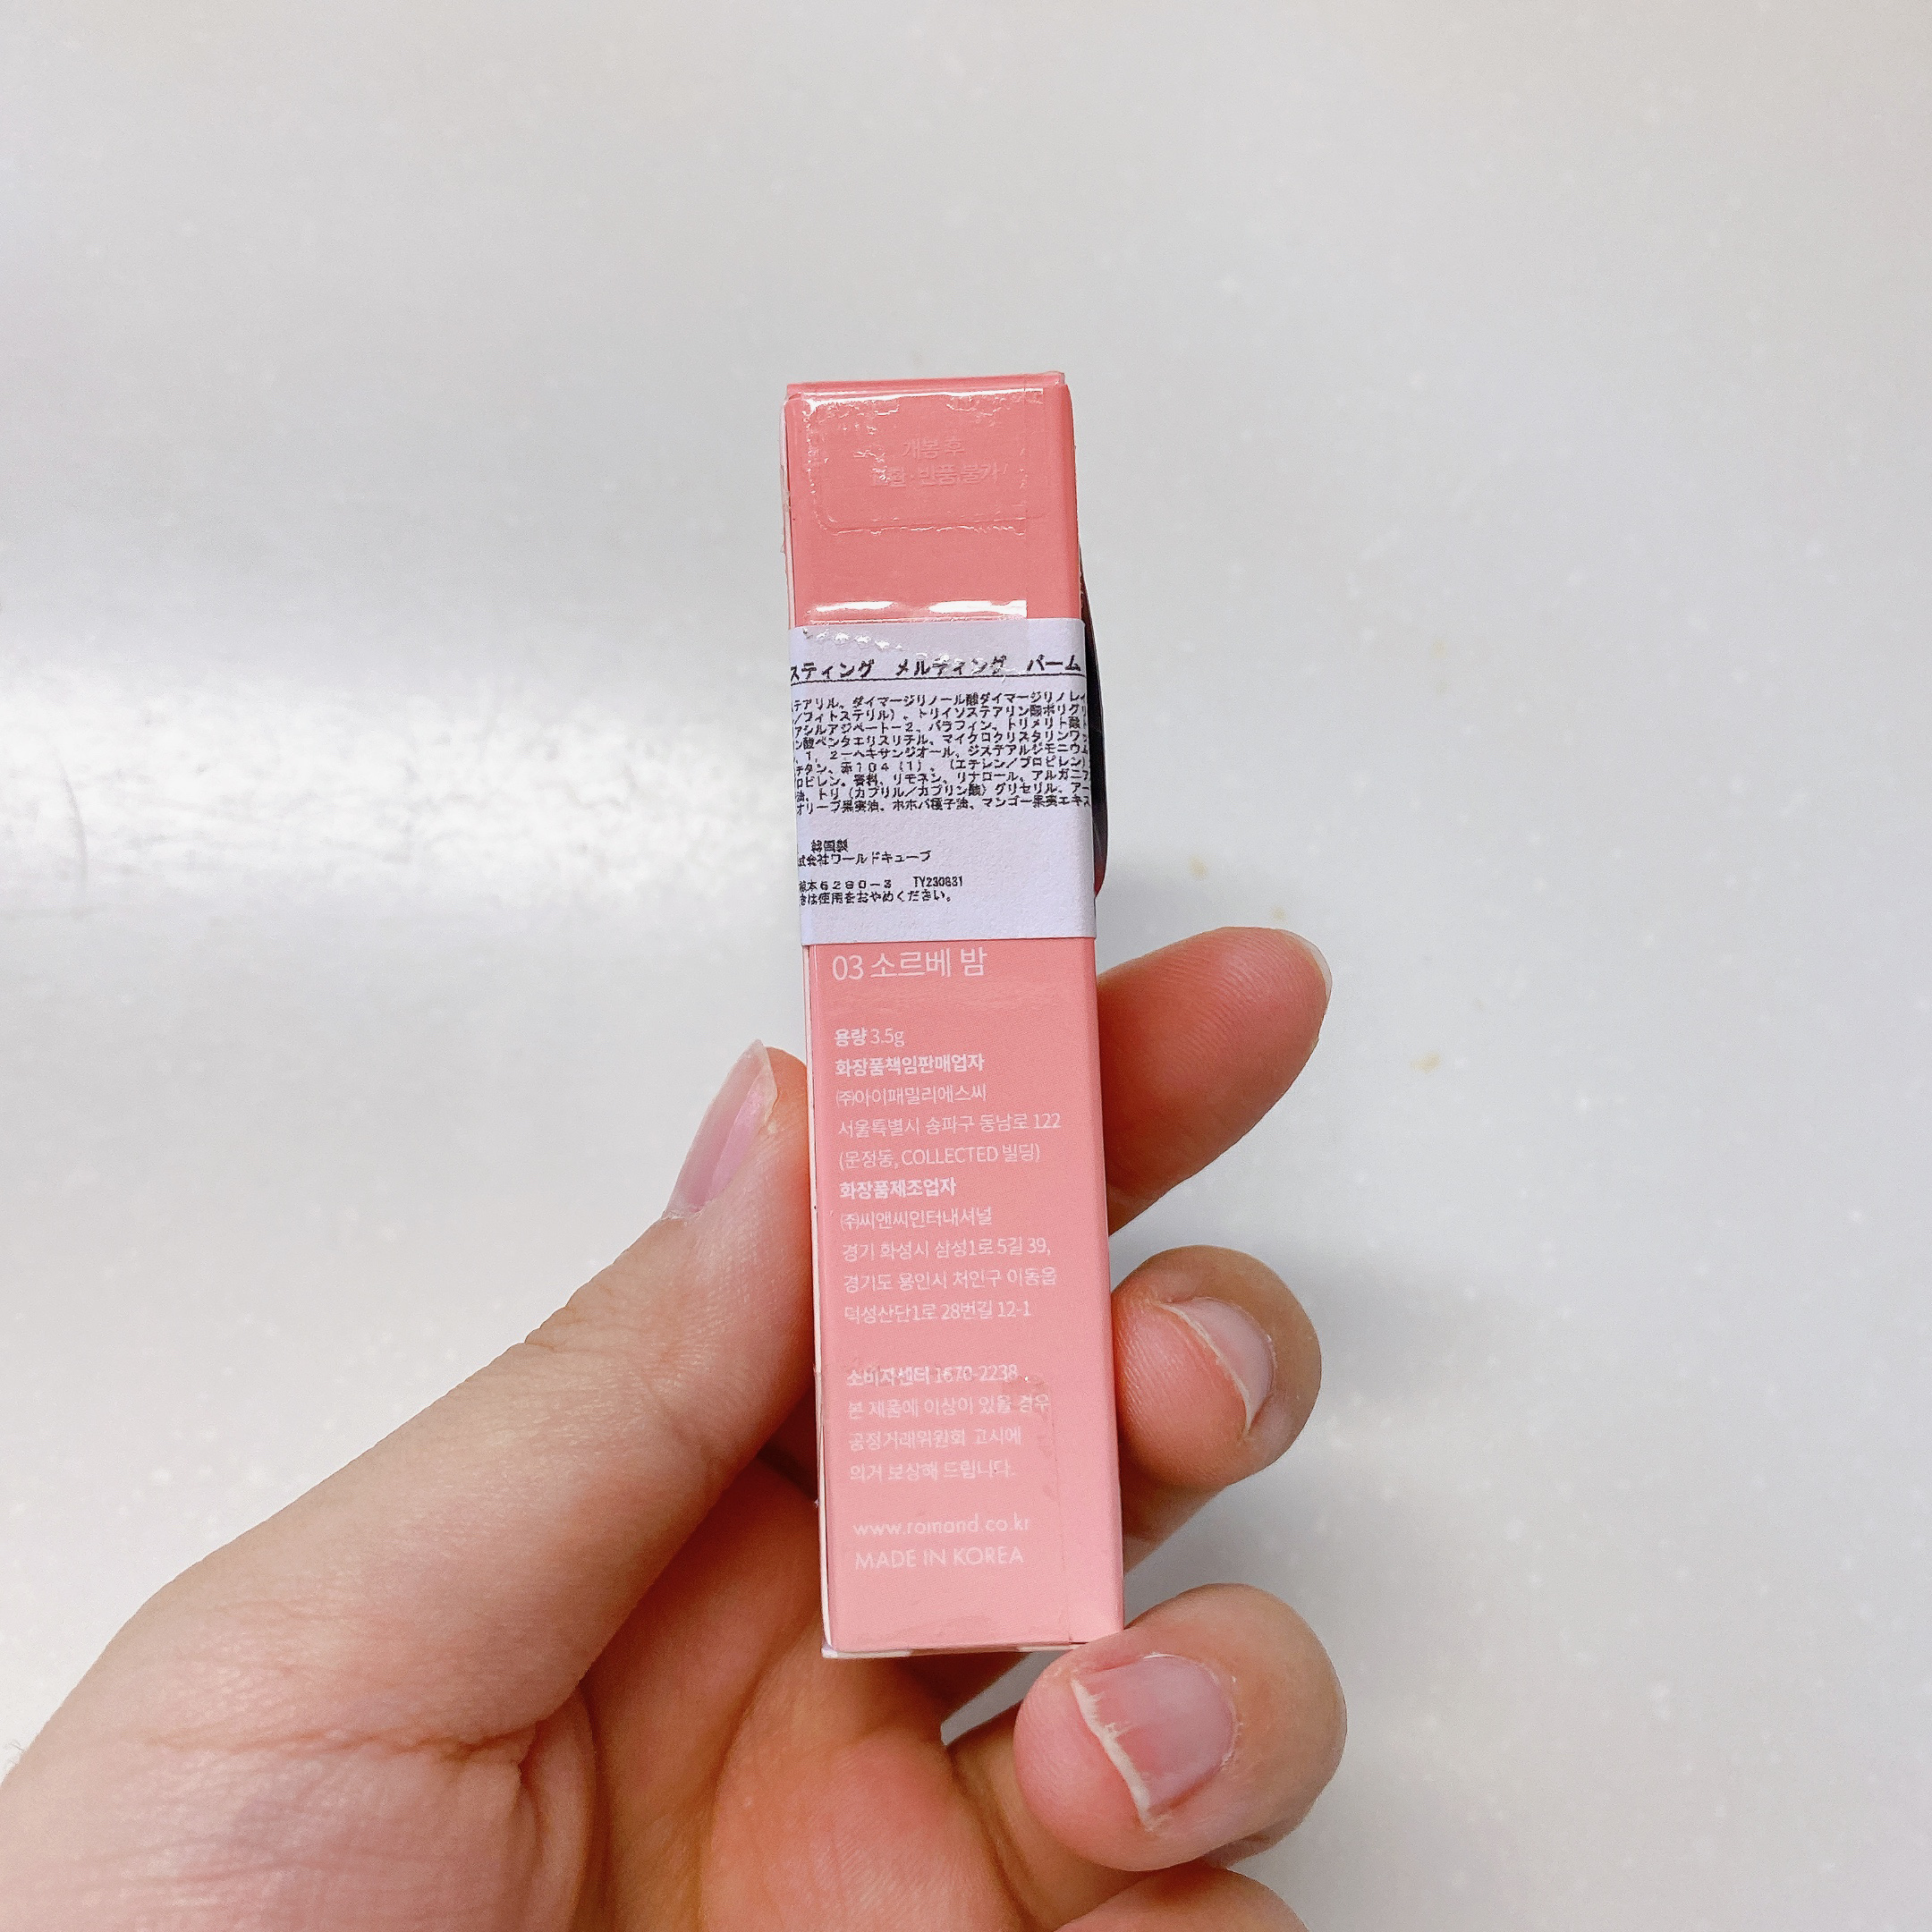 개봉 후
교환·반품 불가
スティング メルティング バーム
テアリル、ダイマージリノール酸ダイマージリノレイ
／フィトステリル）、トリイソステアリン酸ポリグリ
アシルアジペート－２、パラフィン、トリメリト酸ト
ン酸ペンタエリスリチル、マイクロクリスタリンワッ
、１，２－ヘキサンジオール、ジステアルジモニウム
チタン、赤１０４（１）、（エチレン／プロピレン）
ロピレン、香料、リモネン、リナロール、アルガニア
油、トリ（カプリル／カプリン酸）グリセリル、アー
オリーブ果実油、ホホバ種子油、マンゴー果実エキス
韓国製
式会社ワールドキューブ
６２８０－３ TY230831
きは使用をおやめください。
03 소르베 밤
용량 3.5g
화장품책임판매업자
㈜아이패밀리에스씨
서울특별시 송파구 동남로 122
(문정동, COLLECTED 빌딩)
화장품제조업자
㈜씨앤씨인터내셔널
경기 화성시 삼성1로 5길 39,
경기도 용인시 처인구 이동읍
덕성산단1로 28번길 12-1
소비자센터 1670-2238
본 제품에 이상이 있을 경우
공정거래위원회 고시에
의거 보상해 드립니다.
www.romand.co.kr
MADE IN KOREA